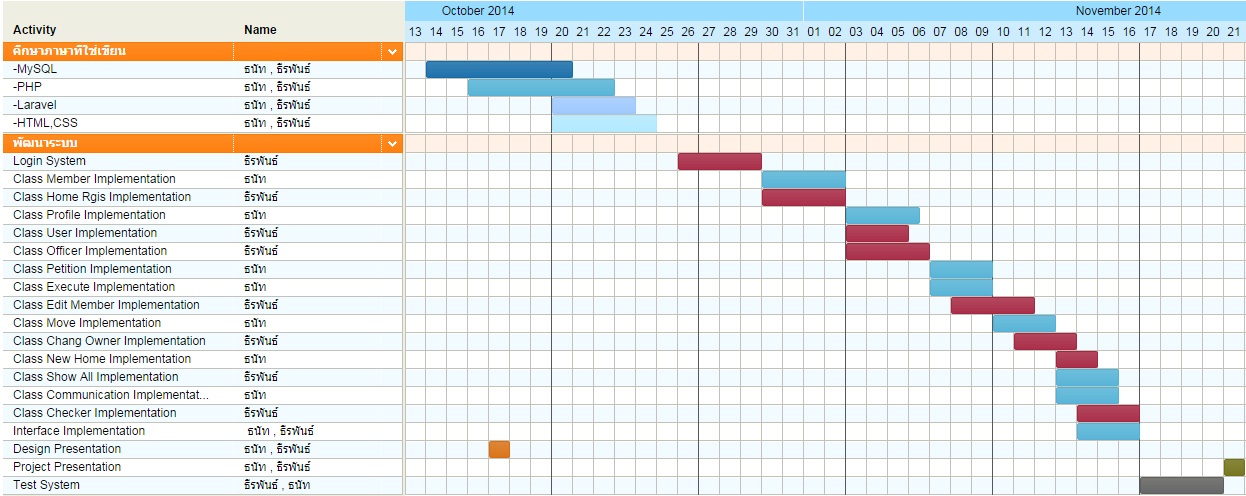 October 2014 November 2014
Activity Name 13 14 15 16 17 18 19 20 21 22 23 24 25 26 27 28 29 30 31 01 02 03 04 05 06 07 08 09 10 11 12 13 14 15 16 17 18 19 20 21
ศึกษาภาษาที่ใช้เขียน
-MySQL ธนัท , ธิรพันธ์
-PHP ธนัท , ธิรพันธ์
-Laravel ธนัท , ธิรพันธ์
-HTML,CSS ธนัท , ธิรพันธ์
พัฒนาระบบ
Login System ธิรพันธ์
Class Member Implementation ธนัท
Class Home Rgis Implementation ธิรพันธ์
Class Profile Implementation ธนัท
Class User Implementation ธิรพันธ์
Class Officer Implementation ธิรพันธ์
Class Petition Implementation ธนัท
Class Execute Implementation ธนัท
Class Edit Member Implementation ธิรพันธ์
Class Move Implementation ธนัท
Class Chang Owner Implementation ธิรพันธ์
Class New Home Implementation ธนัท
Class Show All Implementation ธิรพันธ์
Class Communication Implementat... ธนัท
Class Checker Implementation ธิรพันธ์
Interface Implementation ธนัท , ธิรพันธ์
Design Presentation ธนัท , ธิรพันธ์
Project Presentation ธนัท , ธิรพันธ์
Test System ธิรพันธ์ , ธนัท